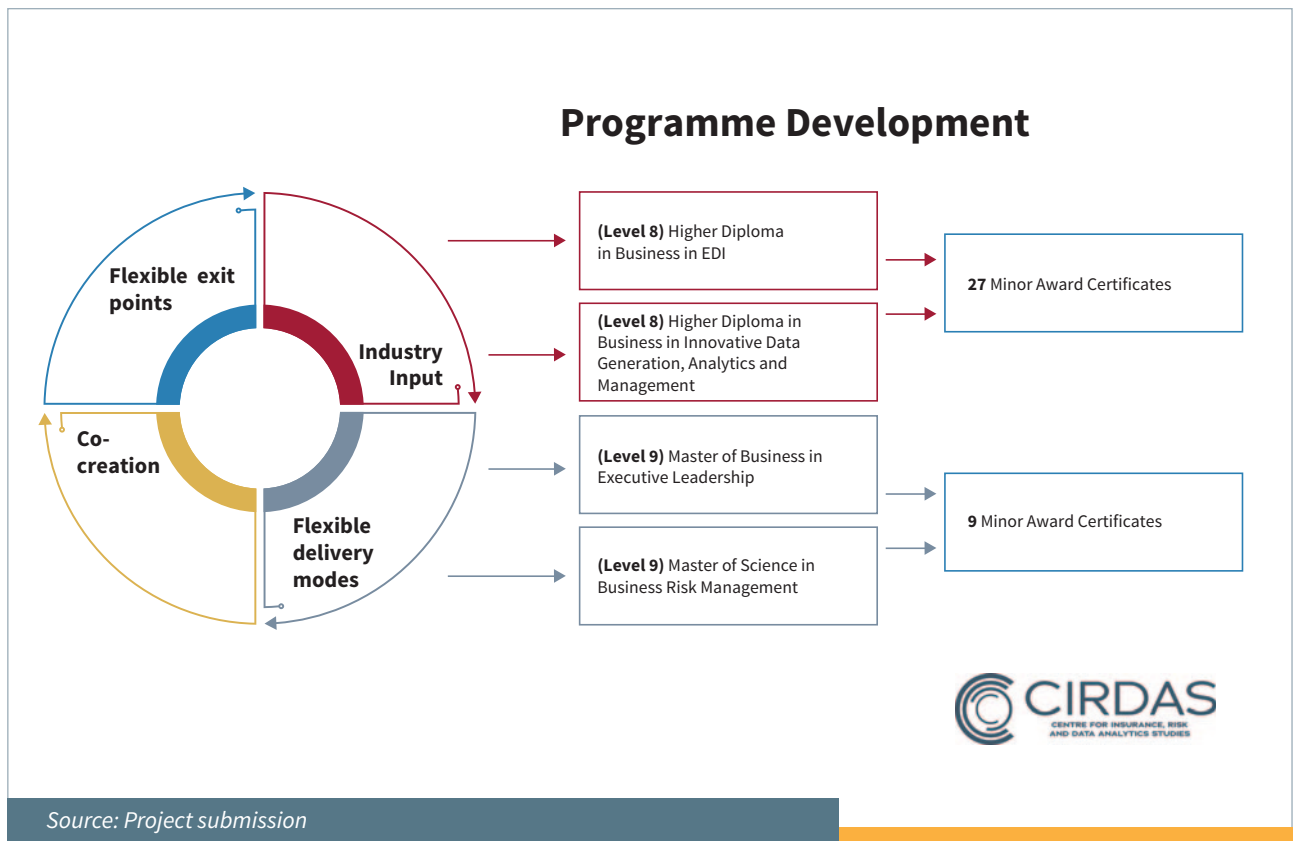 Programme Development
Flexible exit
points
Industry
Input
Co-
creation
Flexible
delivery
modes
(Level 8) Higher Diploma
in Business in EDI
(Level 8) Higher Diploma in
Business in Innovative Data
Generation, Analytics and
Management
(Level 9) Master of Business in
Executive Leadership
(Level 9) Master of Science in
Business Risk Management
27 Minor Award Certificates
9 Minor Award Certificates
CIRDAS
CENTRE FOR INSURANCE, RISK
AND DATA ANALYTICS STUDIES
Source: Project submission